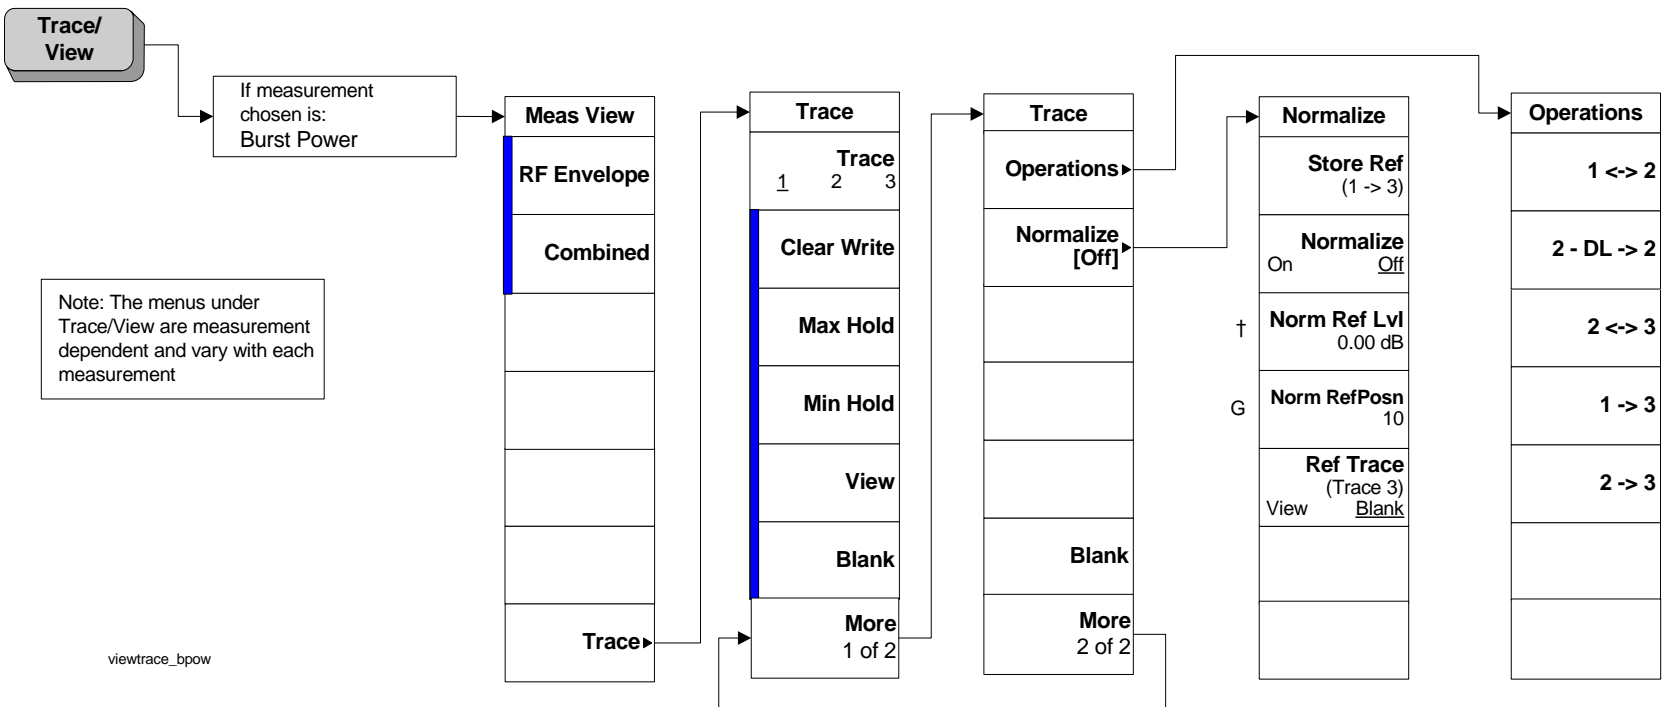 Trace/
View
If measurement
chosen is:
Burst Power
Note: The menus under
Trace/View are measurement
dependent and vary with each
measurement
viewtrace_bpow
Meas View
RF Envelope
Combined
Trace
Trace
Trace
1 2 3
Clear Write
Max Hold
Min Hold
View
Blank
More
1 of 2
Trace
Operations
Normalize
[Off]
Blank
More
2 of 2
Normalize
Store Ref
(1 -> 3)
Normalize
On Off
† Norm Ref Lvl
0.00 dB
G Norm RefPosn
10
Ref Trace
(Trace 3)
View Blank
Operations
1 <-> 2
2 - DL -> 2
2 <-> 3
1 -> 3
2 -> 3